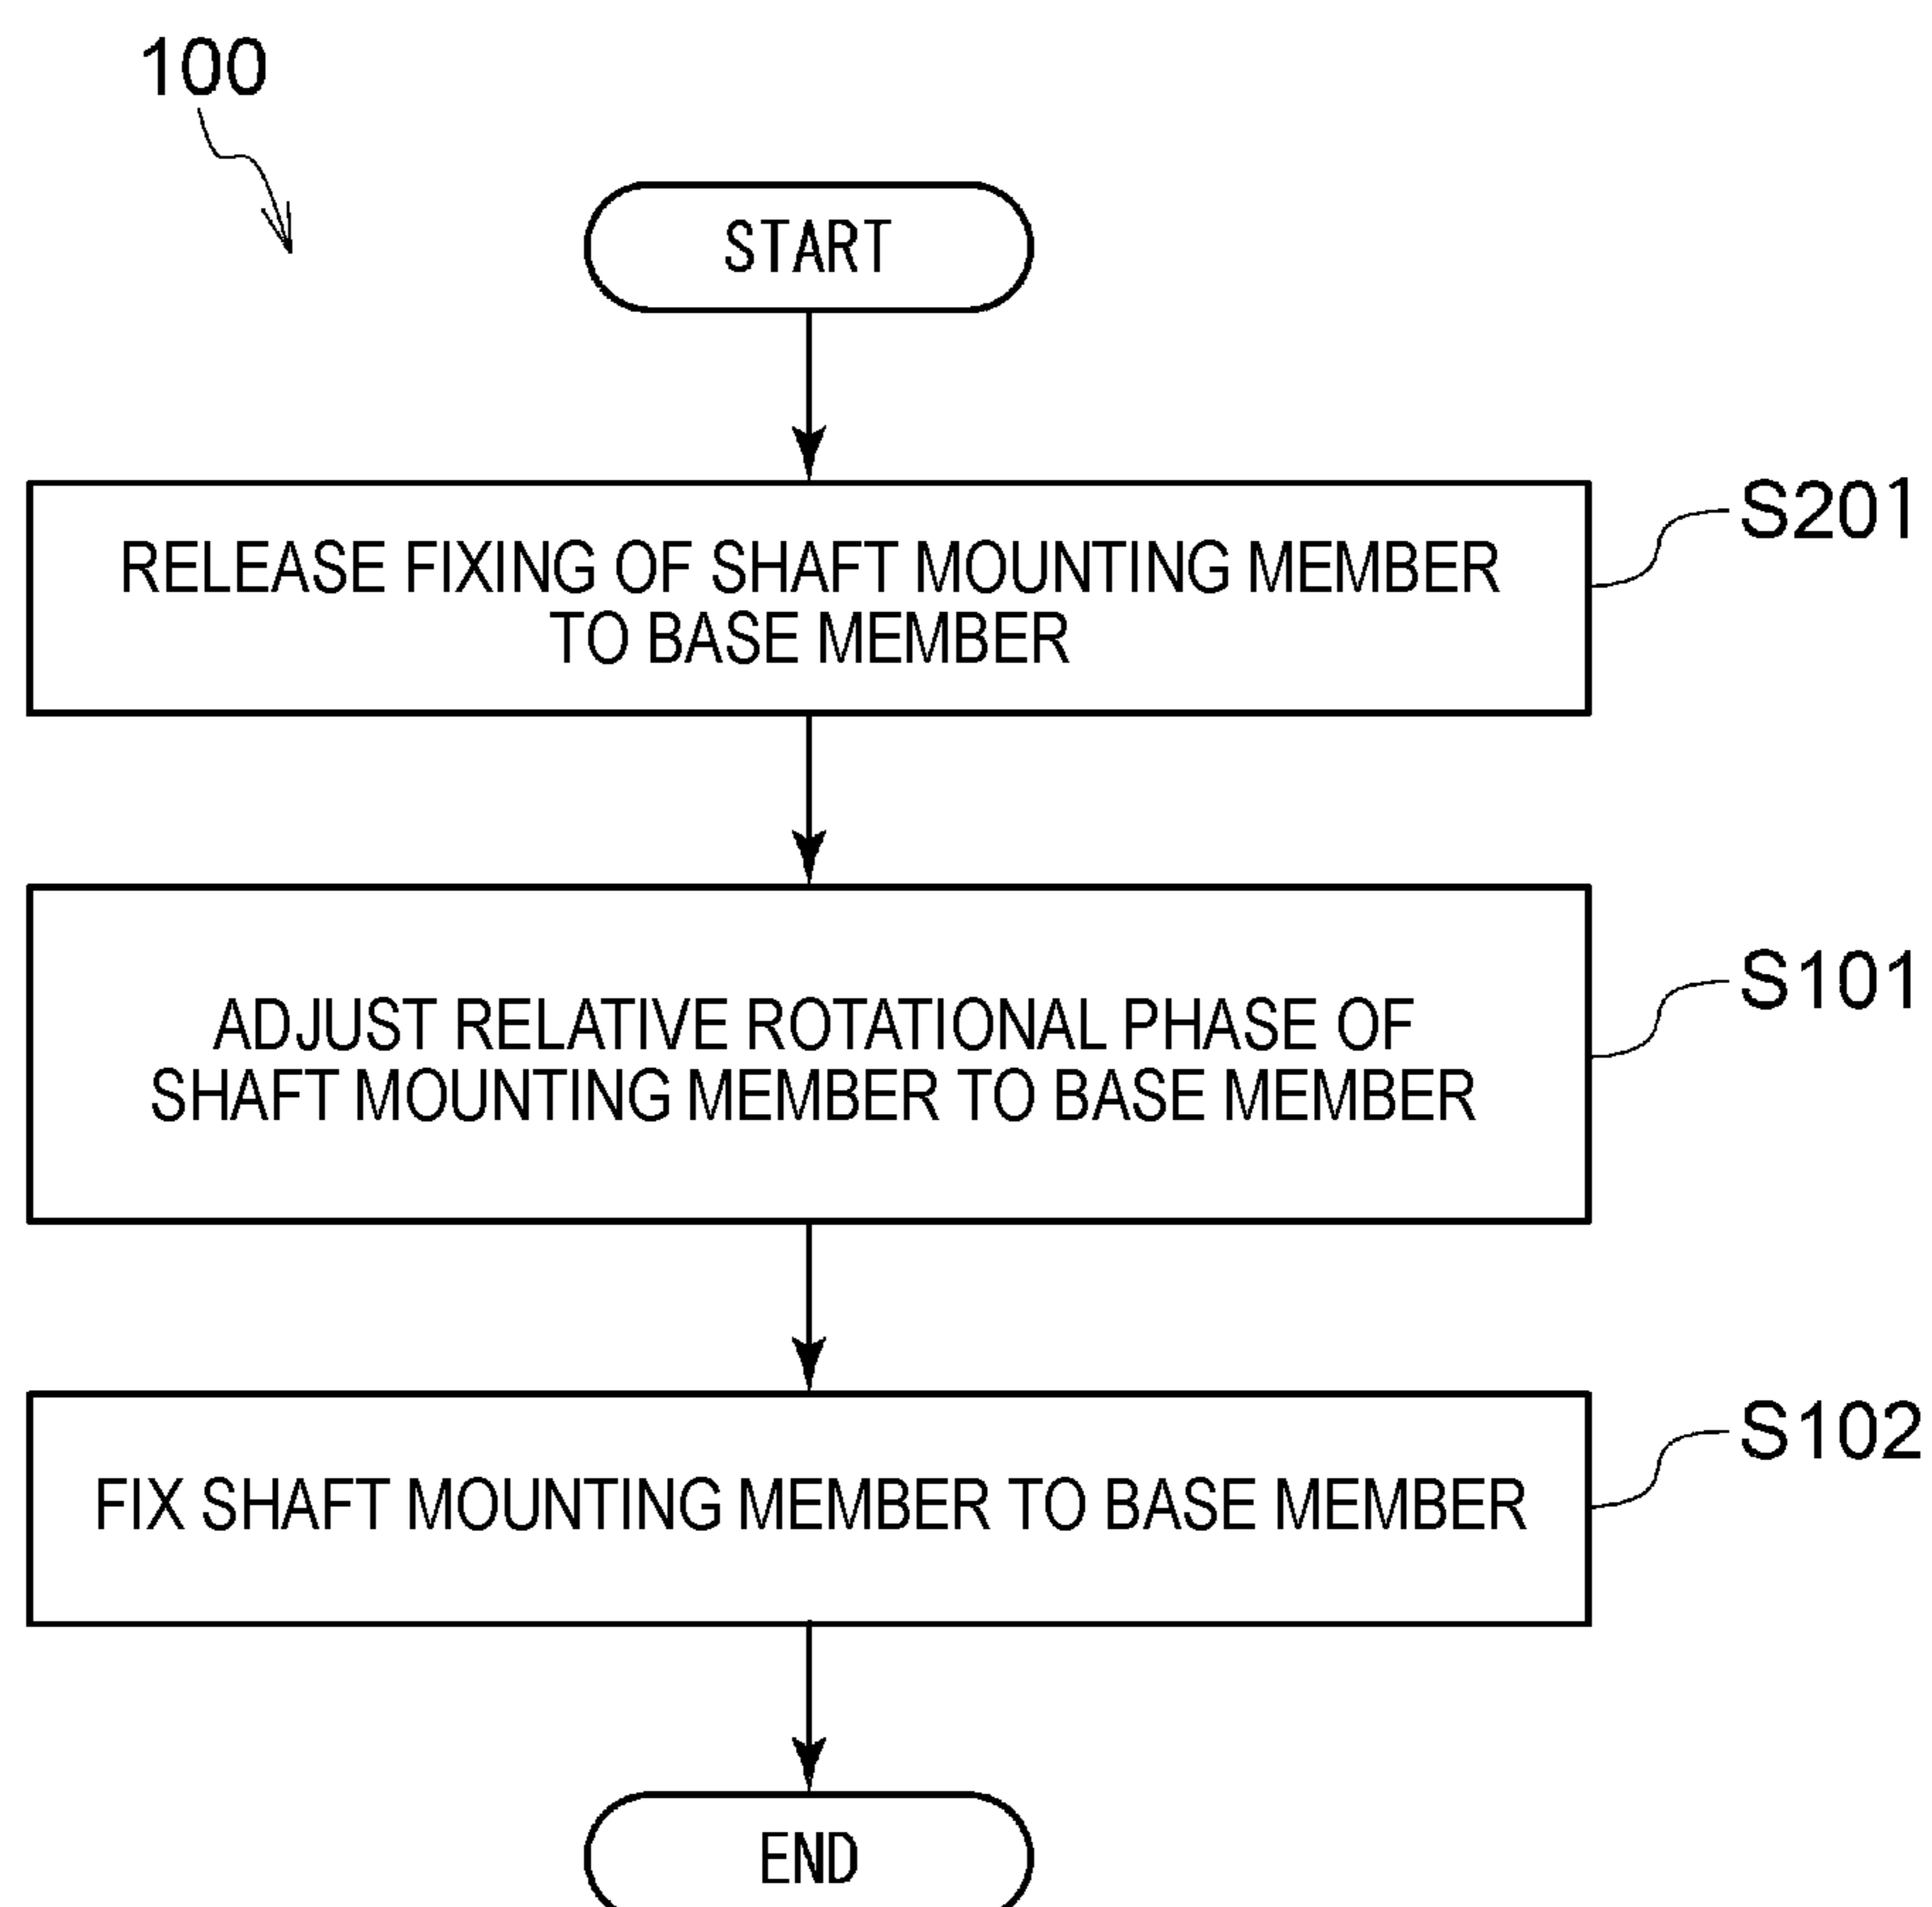 100
START
RELEASE FIXING OF SHAFT MOUNTING MEMBER
TO BASE MEMBER
S201
ADJUST RELATIVE ROTATIONAL PHASE OF
SHAFT MOUNTING MEMBER TO BASE MEMBER
S101
FIX SHAFT MOUNTING MEMBER TO BASE MEMBER
S102
END